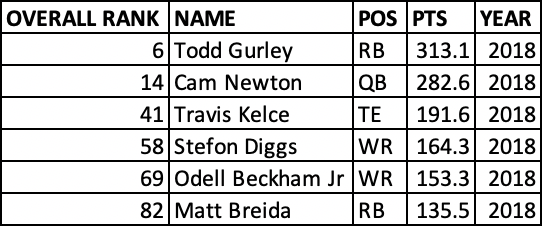 OVERALL RANK NAME POS PTS YEAR
6 Todd Gurley RB 313.1 2018
14 Cam Newton QB 282.6 2018
41 Travis Kelce TE 191.6 2018
58 Stefon Diggs WR 164.3 2018
69 Odell Beckham Jr WR 153.3 2018
82 Matt Breida RB 135.5 2018